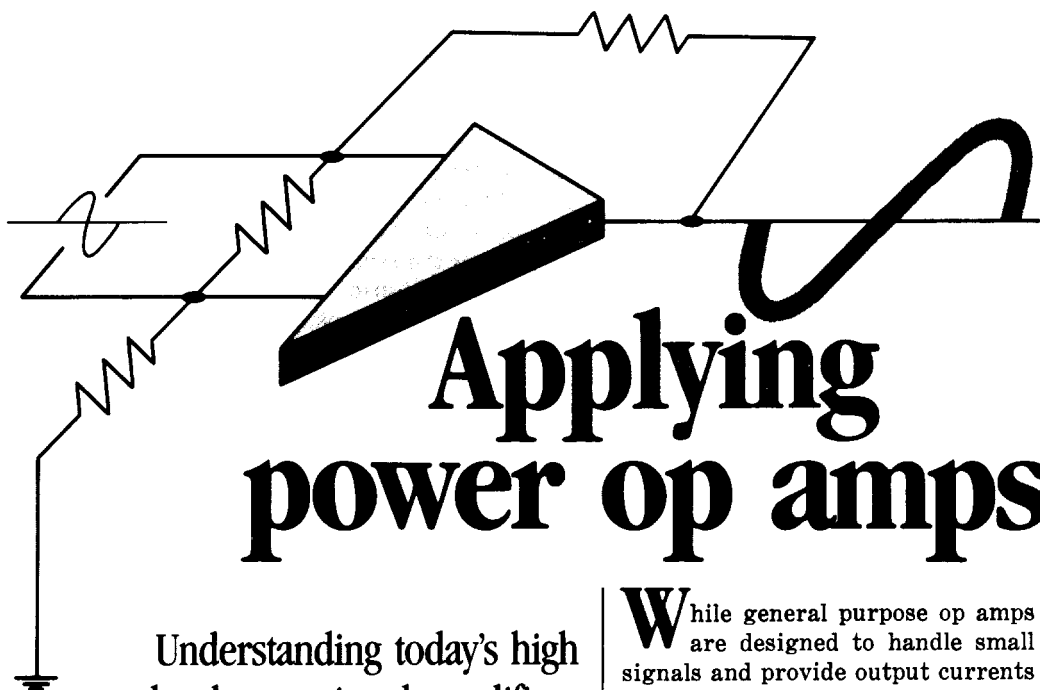 Applying
power op amps
Understanding today's high
While general purpose op amps
are designed to handle small
signals and provide output currents